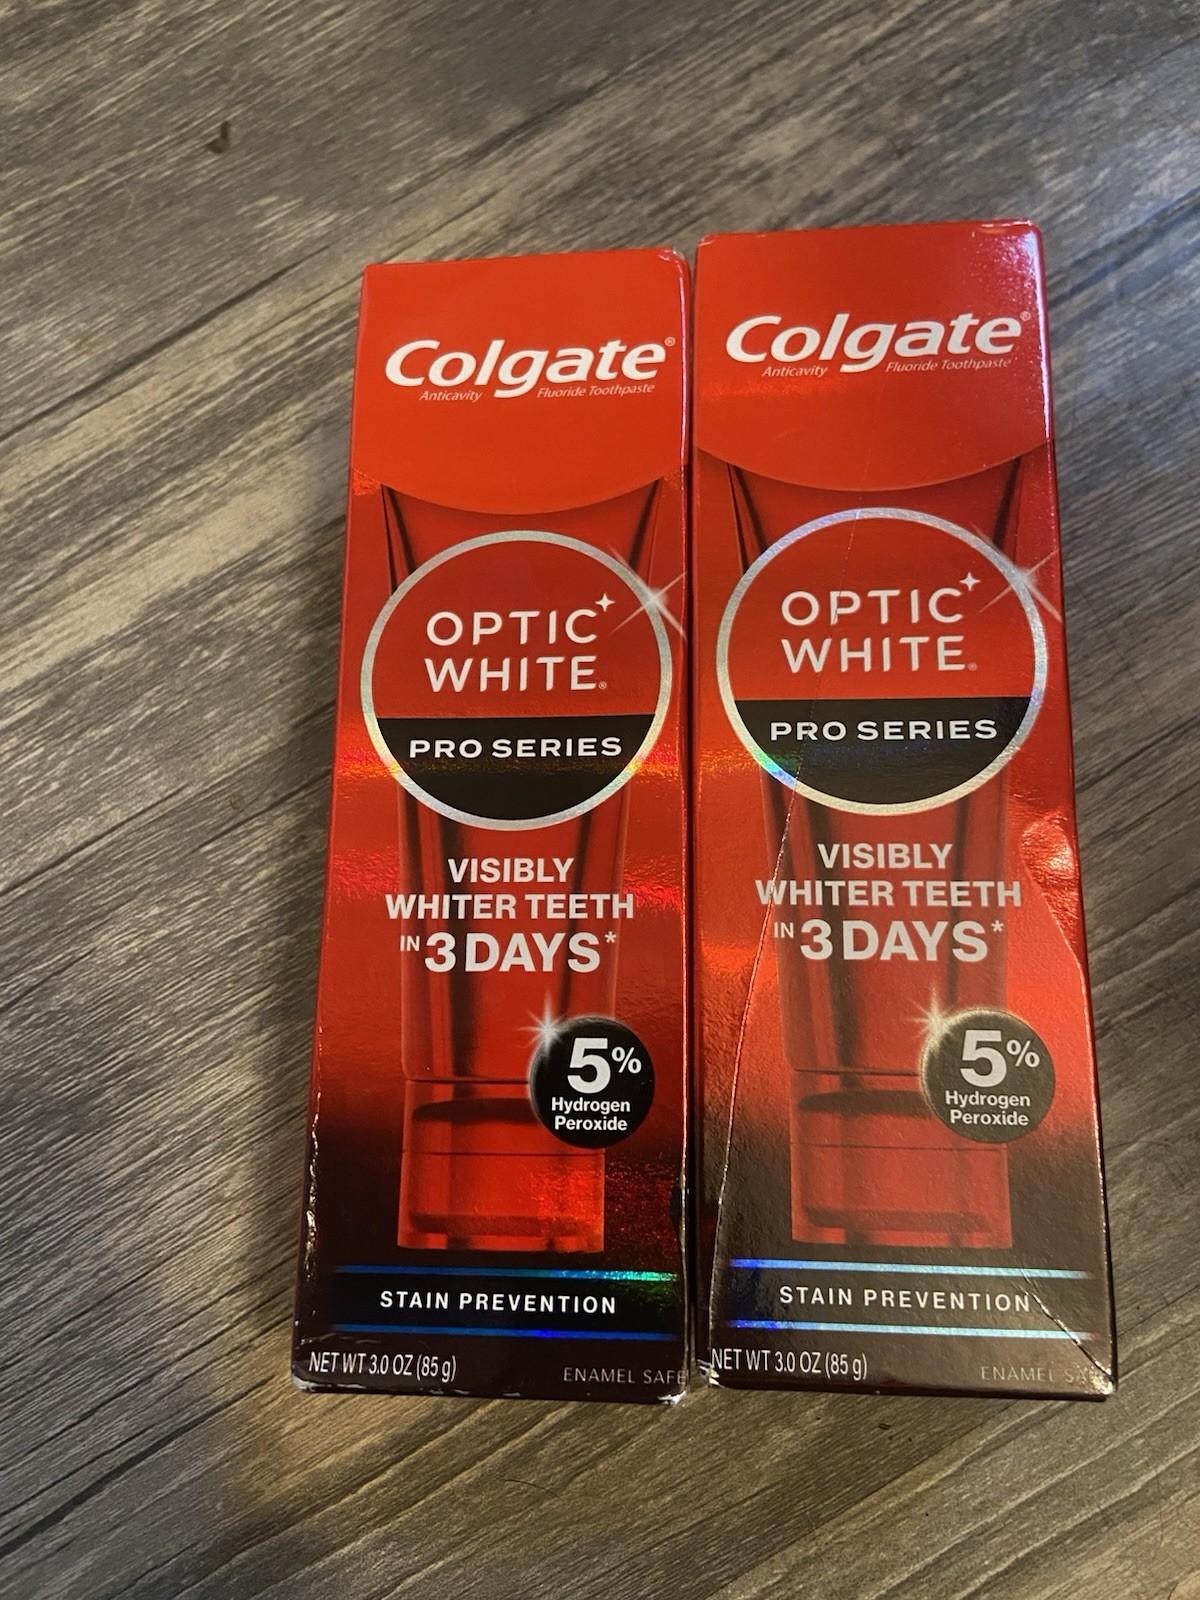 Colgate®
Anticavity Fluoride Toothpaste
OPTIC
WHITE®
PRO SERIES
VISIBLY
WHITER TEETH
IN 3 DAYS*
5%
Hydrogen
Peroxide
STAIN PREVENTION
NET WT 3.0 OZ (85 g) ENAMEL SAFE
Colgate®
Anticavity Fluoride Toothpaste
OPTIC
WHITE®
PRO SERIES
VISIBLY
WHITER TEETH
IN 3 DAYS*
5%
Hydrogen
Peroxide
STAIN PREVENTION
NET WT 3.0 OZ (85 g) ENAMEL